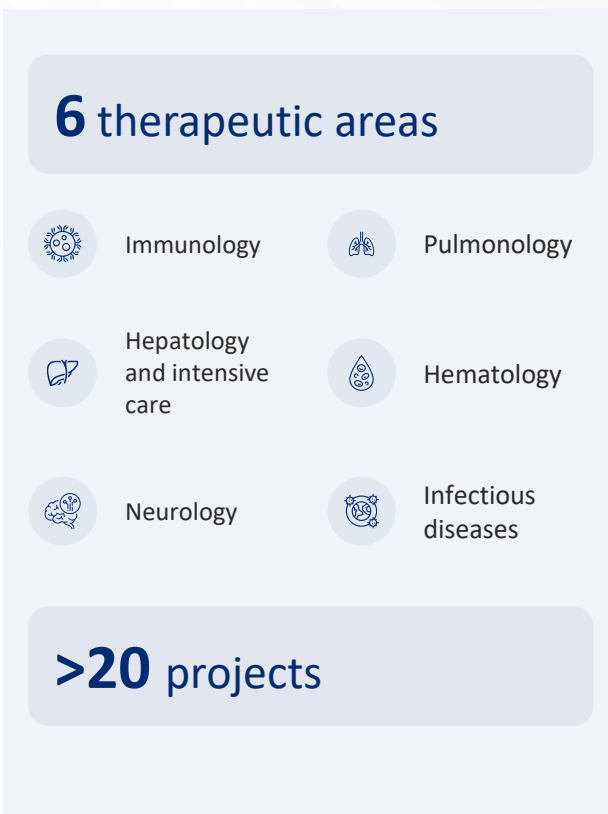 6 therapeutic areas
Immunology
Pulmonology
Hepatology
and intensive
care
Hematology
Neurology
Infectious
diseases
>20 projects